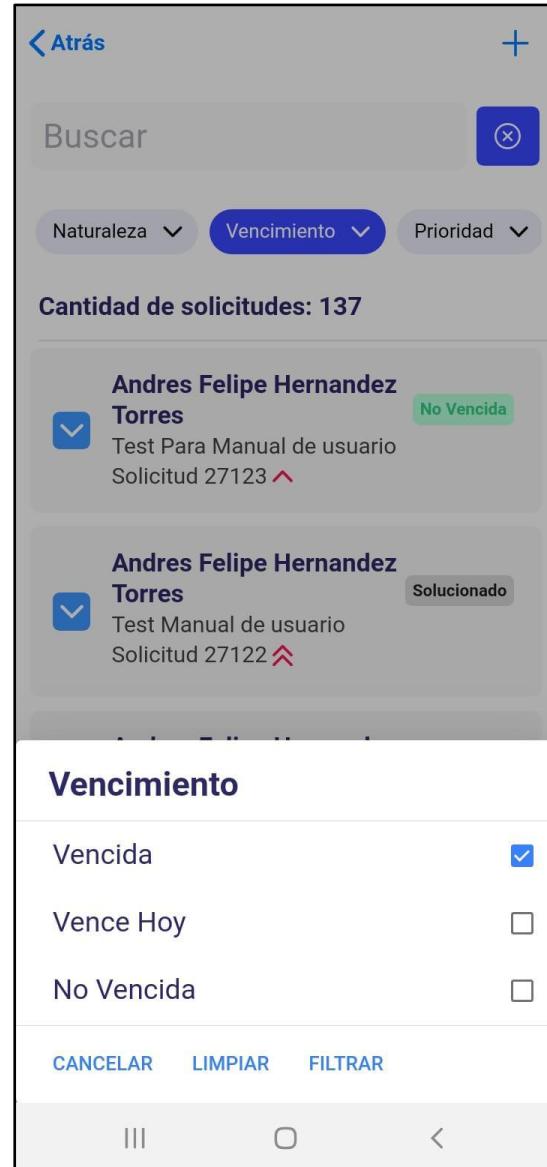 Atrás
Buscar
Naturaleza Vencimiento Prioridad
Cantidad de solicitudes: 137
Andres Felipe Hernandez
Torres
No Vencida
Test Para Manual de usuario
Solicitud 27123
Andres Felipe Hernandez
Torres
Solucionado
Test Manual de usuario
Solicitud 27122
Vencimiento
Vencida
Vence Hoy
No Vencida
CANCELAR LIMPIAR FILTRAR